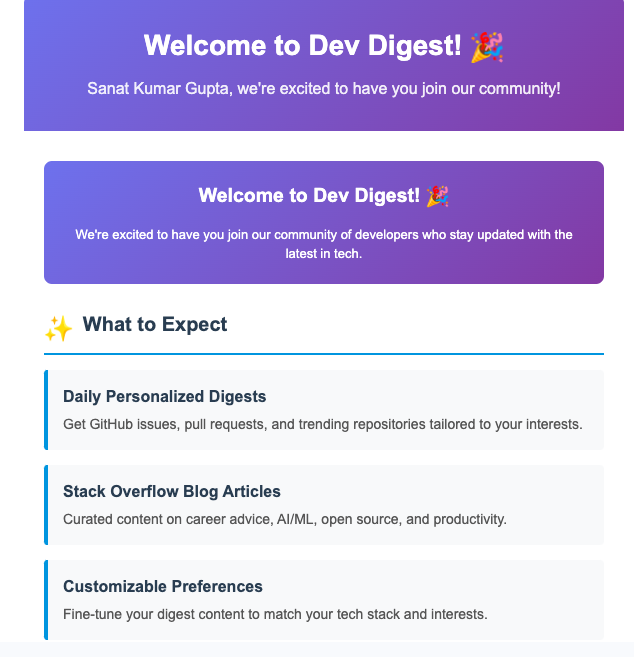 Welcome to Dev Digest! 🎉
Sanat Kumar Gupta, we're excited to have you join our community!
Welcome to Dev Digest! 🎉
We're excited to have you join our community of developers who stay updated with the
latest in tech.
✨ What to Expect
Daily Personalized Digests
Get GitHub issues, pull requests, and trending repositories tailored to your interests.
Stack Overflow Blog Articles
Curated content on career advice, AI/ML, open source, and productivity.
Customizable Preferences
Fine-tune your digest content to match your tech stack and interests.